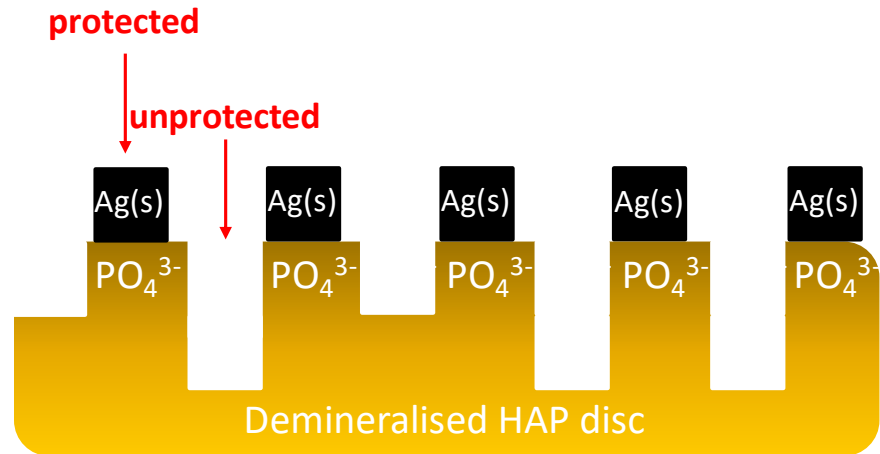 protected
unprotected
Ag(s) Ag(s) Ag(s) Ag(s) Ag(s)
PO₄³⁻ PO₄³⁻ PO₄³⁻ PO₄³⁻ PO₄³⁻
Demineralised HAP disc